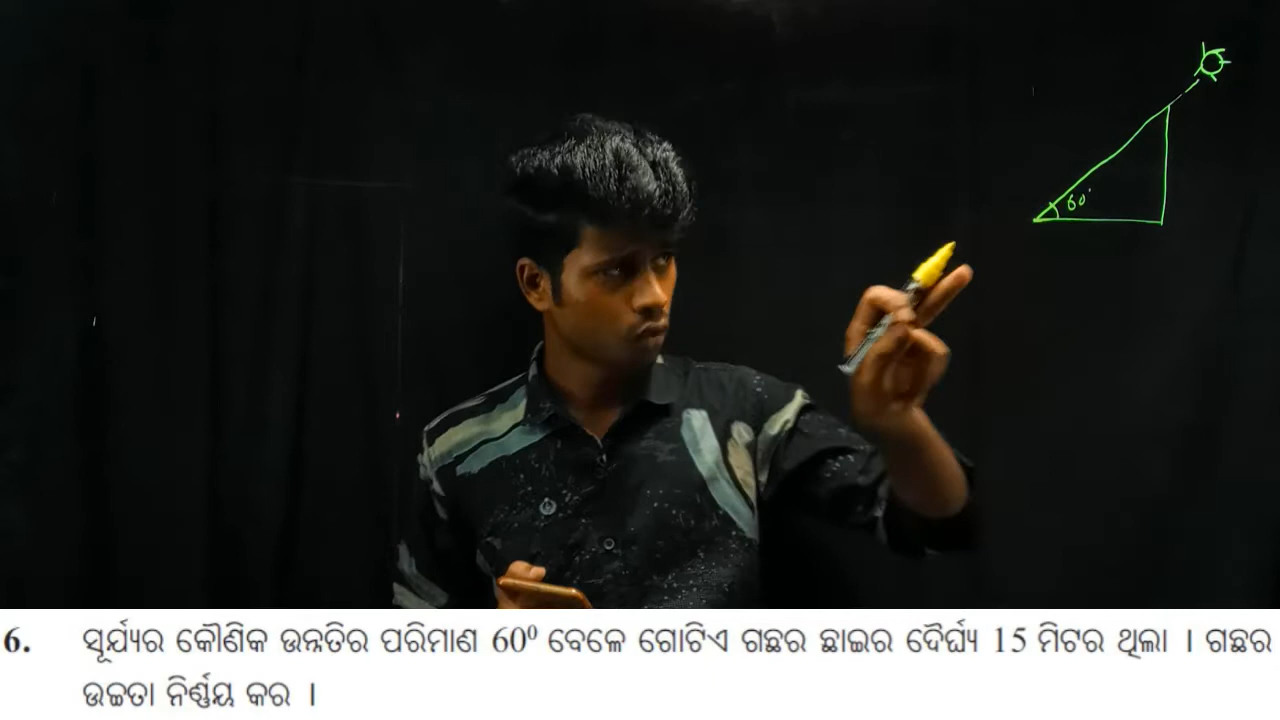 60°
6. ସୂର୍ଯ୍ୟର କୌଣିକ ଉନ୍ନତିର ପରିମାଣ 60⁰ ବେଳେ ଗୋଟିଏ ଗଛର ଛାଇର ଦୈର୍ଘ୍ୟ 15 ମିଟର ଥିଲା । ଗଛର
ଉଚ୍ଚତା ନିର୍ଣ୍ଣୟ କର ।